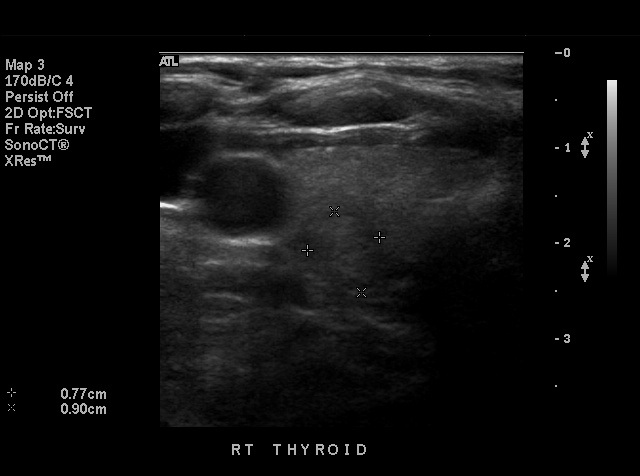 ATL
Map 3
170dB/C 4
Persist Off
2D Opt:FSCT
Fr Rate:Surv
SonoCT®
XRes™
0
1
x
2
x
3
0.77cm
0.90cm
RT THYROID